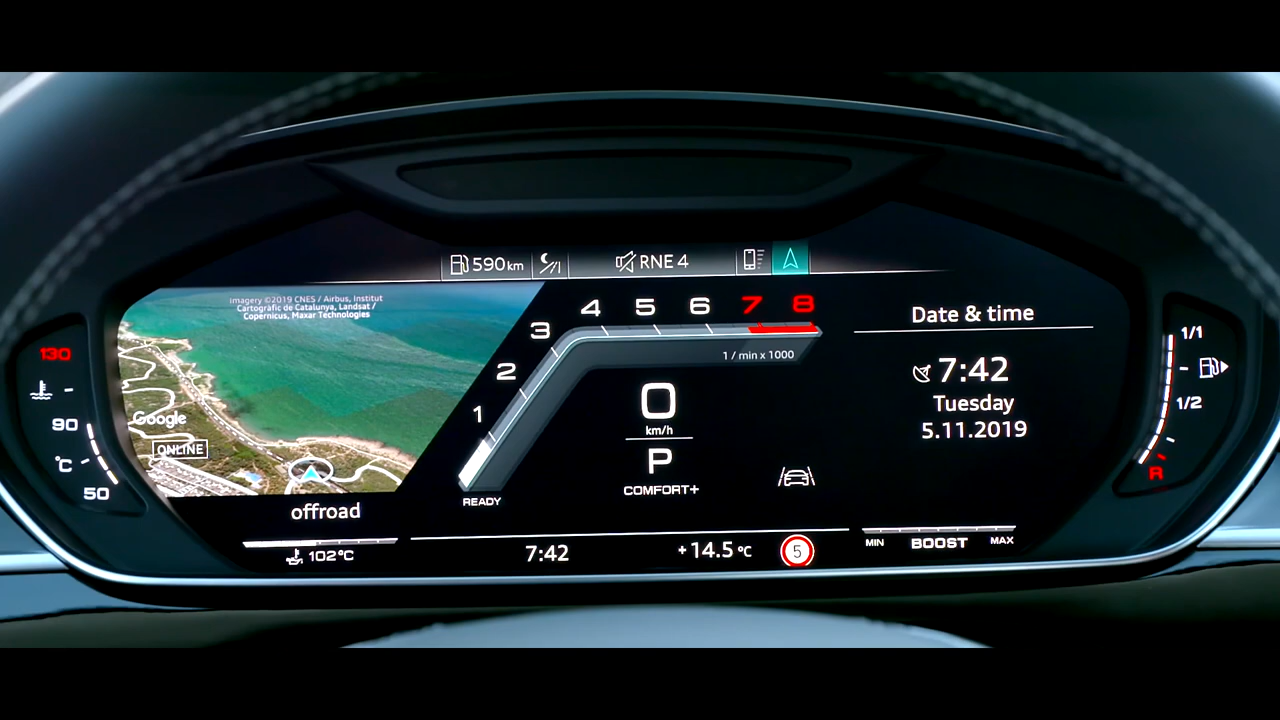 590 km
RNE 4
Imagery ©2019 CNES / Airbus, Institut
Cartogràfic de Catalunya, Landsat /
Copernicus, Maxar Technologies
Google
ONLINE
offroad
102°C
130
90
°C
50
1
2
3
4
5
6
7
8
1 / min x 1000
0
km/h
P
COMFORT+
READY
7:42
+14.5 °C
5
Date & time
7:42
Tuesday
5.11.2019
MIN
BOOST
MAX
1/1
1/2
R